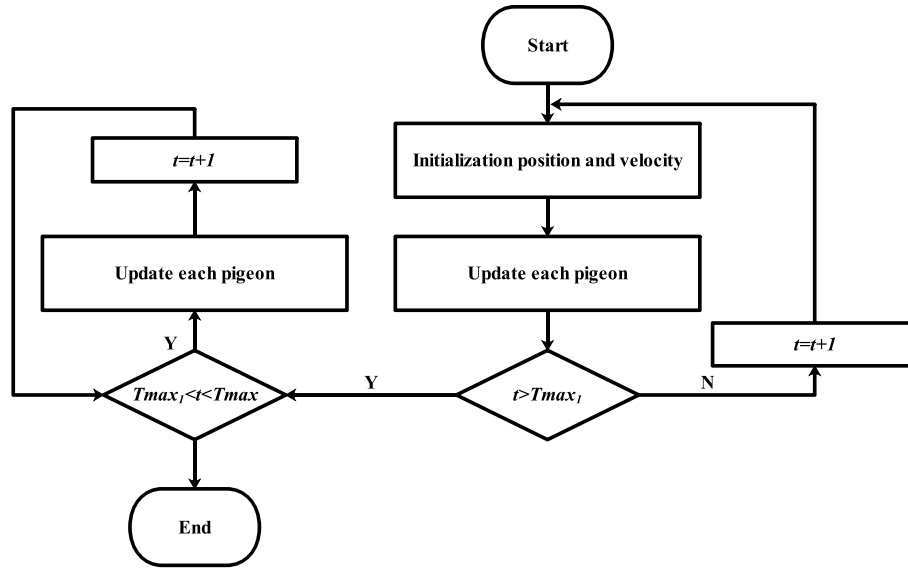 Start
Initialization position and velocity
t=t+1
Update each pigeon
Update each pigeon
t=t+1
Y
Tmax₁<t<Tmax
Y
t>Tmax₁
N
End